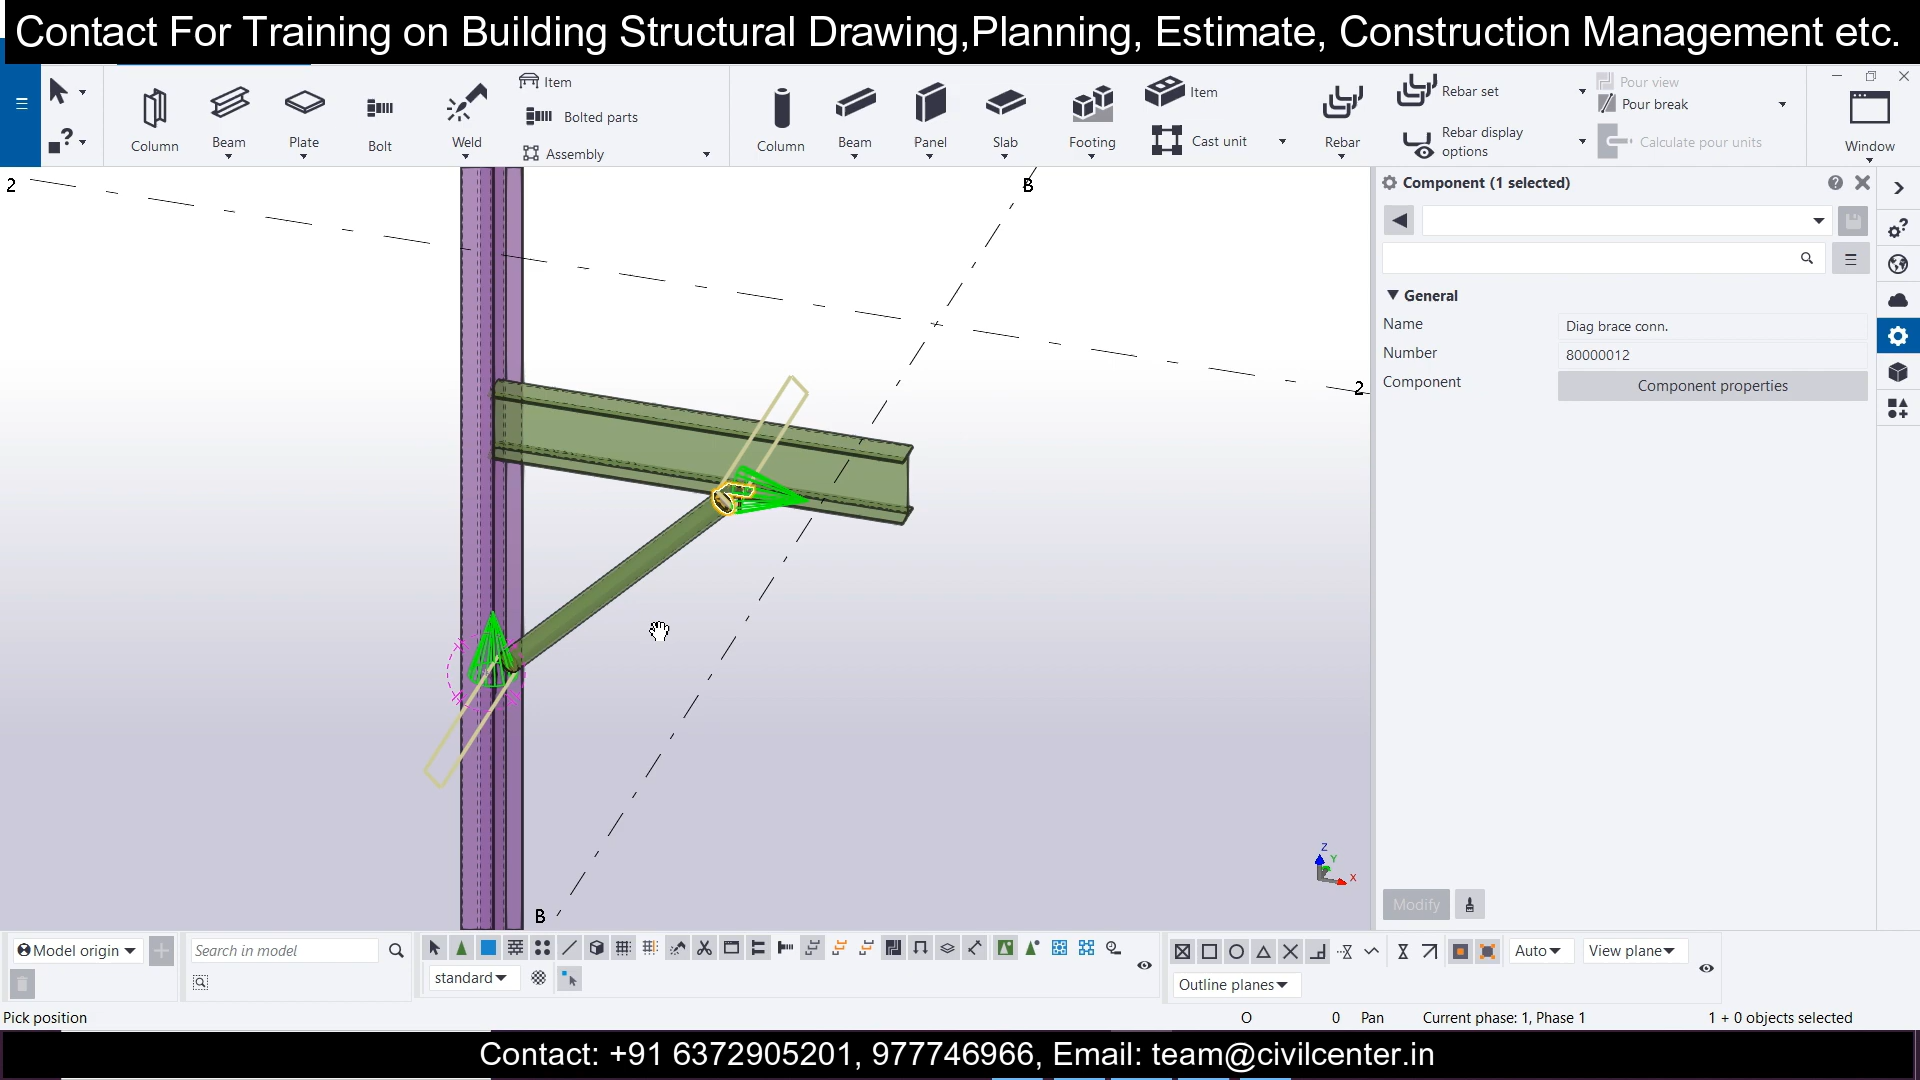 Contact For Training on Building Structural Drawing,Planning, Estimate, Construction Management etc.
Column
Beam
Plate
Bolt
Weld
Item
Bolted parts
Assembly
Column
Beam
Panel
Slab
Footing
Item
Cast unit
Rebar
Rebar set
Rebar display
options
Pour view
Pour break
Calculate pour units
Window
2
B
2
B
Z
Y
X
Component (1 selected)
General
Name
Diag brace conn.
Number
80000012
Component
Component properties
Modify
Model origin
Search in model
standard
Auto
View plane
Outline planes
Pick position
O
0
Pan
Current phase: 1, Phase 1
1 + 0 objects selected
Contact: +91 6372905201, 977746966, Email: team@civilcenter.in